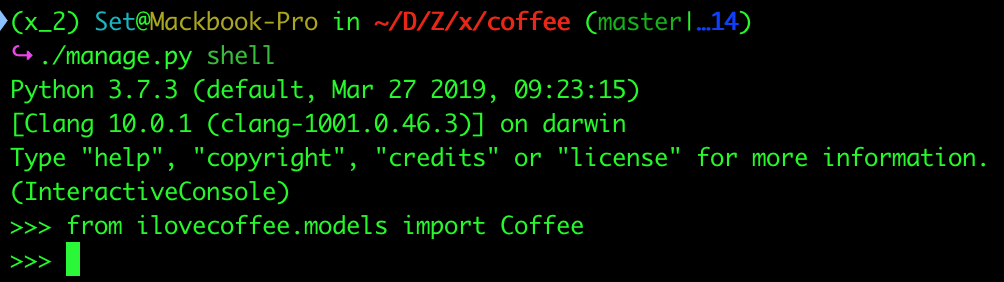 (x_2) Set@Mackbook-Pro in ~/D/Z/x/coffee (master|…14)
↪ ./manage.py shell
Python 3.7.3 (default, Mar 27 2019, 09:23:15)
[Clang 10.0.1 (clang-1001.0.46.3)] on darwin
Type "help", "copyright", "credits" or "license" for more information.
(InteractiveConsole)
>>> from ilovecoffee.models import Coffee
>>>